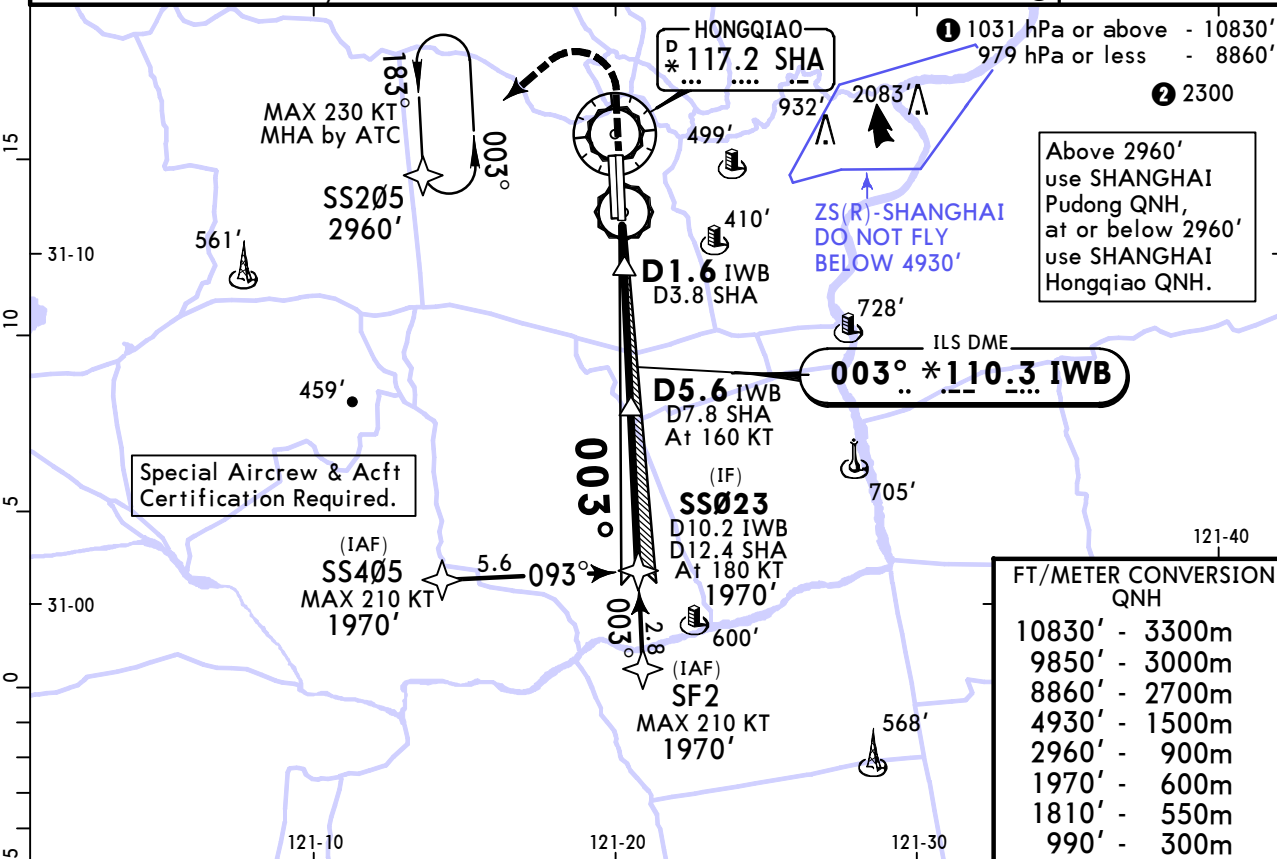 HONGQIAO
D
* 117.2 SHA
❶ 1031 hPa or above - 10830'
979 hPa or less - 8860'
❷ 2300
183°
003°
MAX 230 KT
MHA by ATC
SS2Ø5
2960'
932'
2083'
499'
410'
Above 2960'
use SHANGHAI
Pudong QNH,
at or below 2960'
use SHANGHAI
Hongqiao QNH.
ZS(R)-SHANGHAI
DO NOT FLY
BELOW 4930'
15
31-10
561'
D1.6 IWB
D3.8 SHA
728'
10
ILS DME
003° *110.3 IWB
459'
D5.6 IWB
D7.8 SHA
At 160 KT
003°
Special Aircrew & Acft
Certification Required.
705'
5
(IF)
SSØ23
D10.2 IWB
D12.4 SHA
At 180 KT
1970'
(IAF)
SS4Ø5
MAX 210 KT
1970'
5.6
093°
121-40
31-00
003°
2.8
600'
0
(IAF)
SF2
MAX 210 KT
1970'
568'
FT/METER CONVERSION
QNH
10830' - 3300m
9850' - 3000m
8860' - 2700m
4930' - 1500m
2960' - 900m
1970' - 600m
1810' - 550m
990' - 300m
5
121-10
121-20
121-30